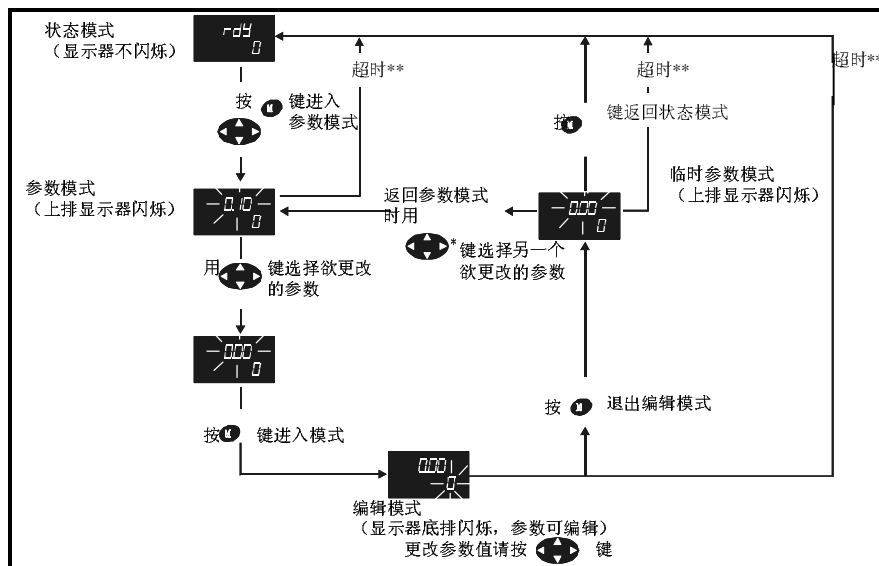 状态模式
（显示器不闪烁）
rdy
0
超时**
超时**
超时**
按 M 键进入
参数模式
按 M 键返回状态模式
参数模式
（上排显示器闪烁）
0.10
0
返回参数模式
时用
* 键选择另一个
欲更改的参数
0.00
0
临时参数模式
（上排显示器闪烁）
用 键选择欲更改
的参数
0.00
0
按 M 退出编辑模式
按 M 键进入模式
0.00
0
编辑模式
（显示器底排闪烁，参数可编辑）
更改参数值请按 键